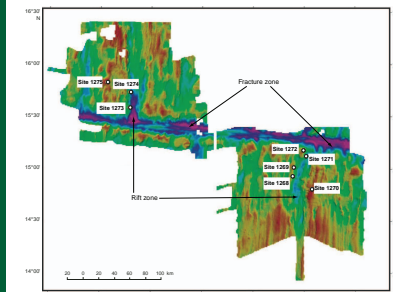 16°30'
N
16°00'
Site 1275
Site 1274
Fracture zone
Site 1273
15°30'
Site 1272
Site 1271
15°00'
Site 1269
Site 1268
Site 1270
Rift zone
14°30'
14°00'
20 0 20 40 60 80 100 km